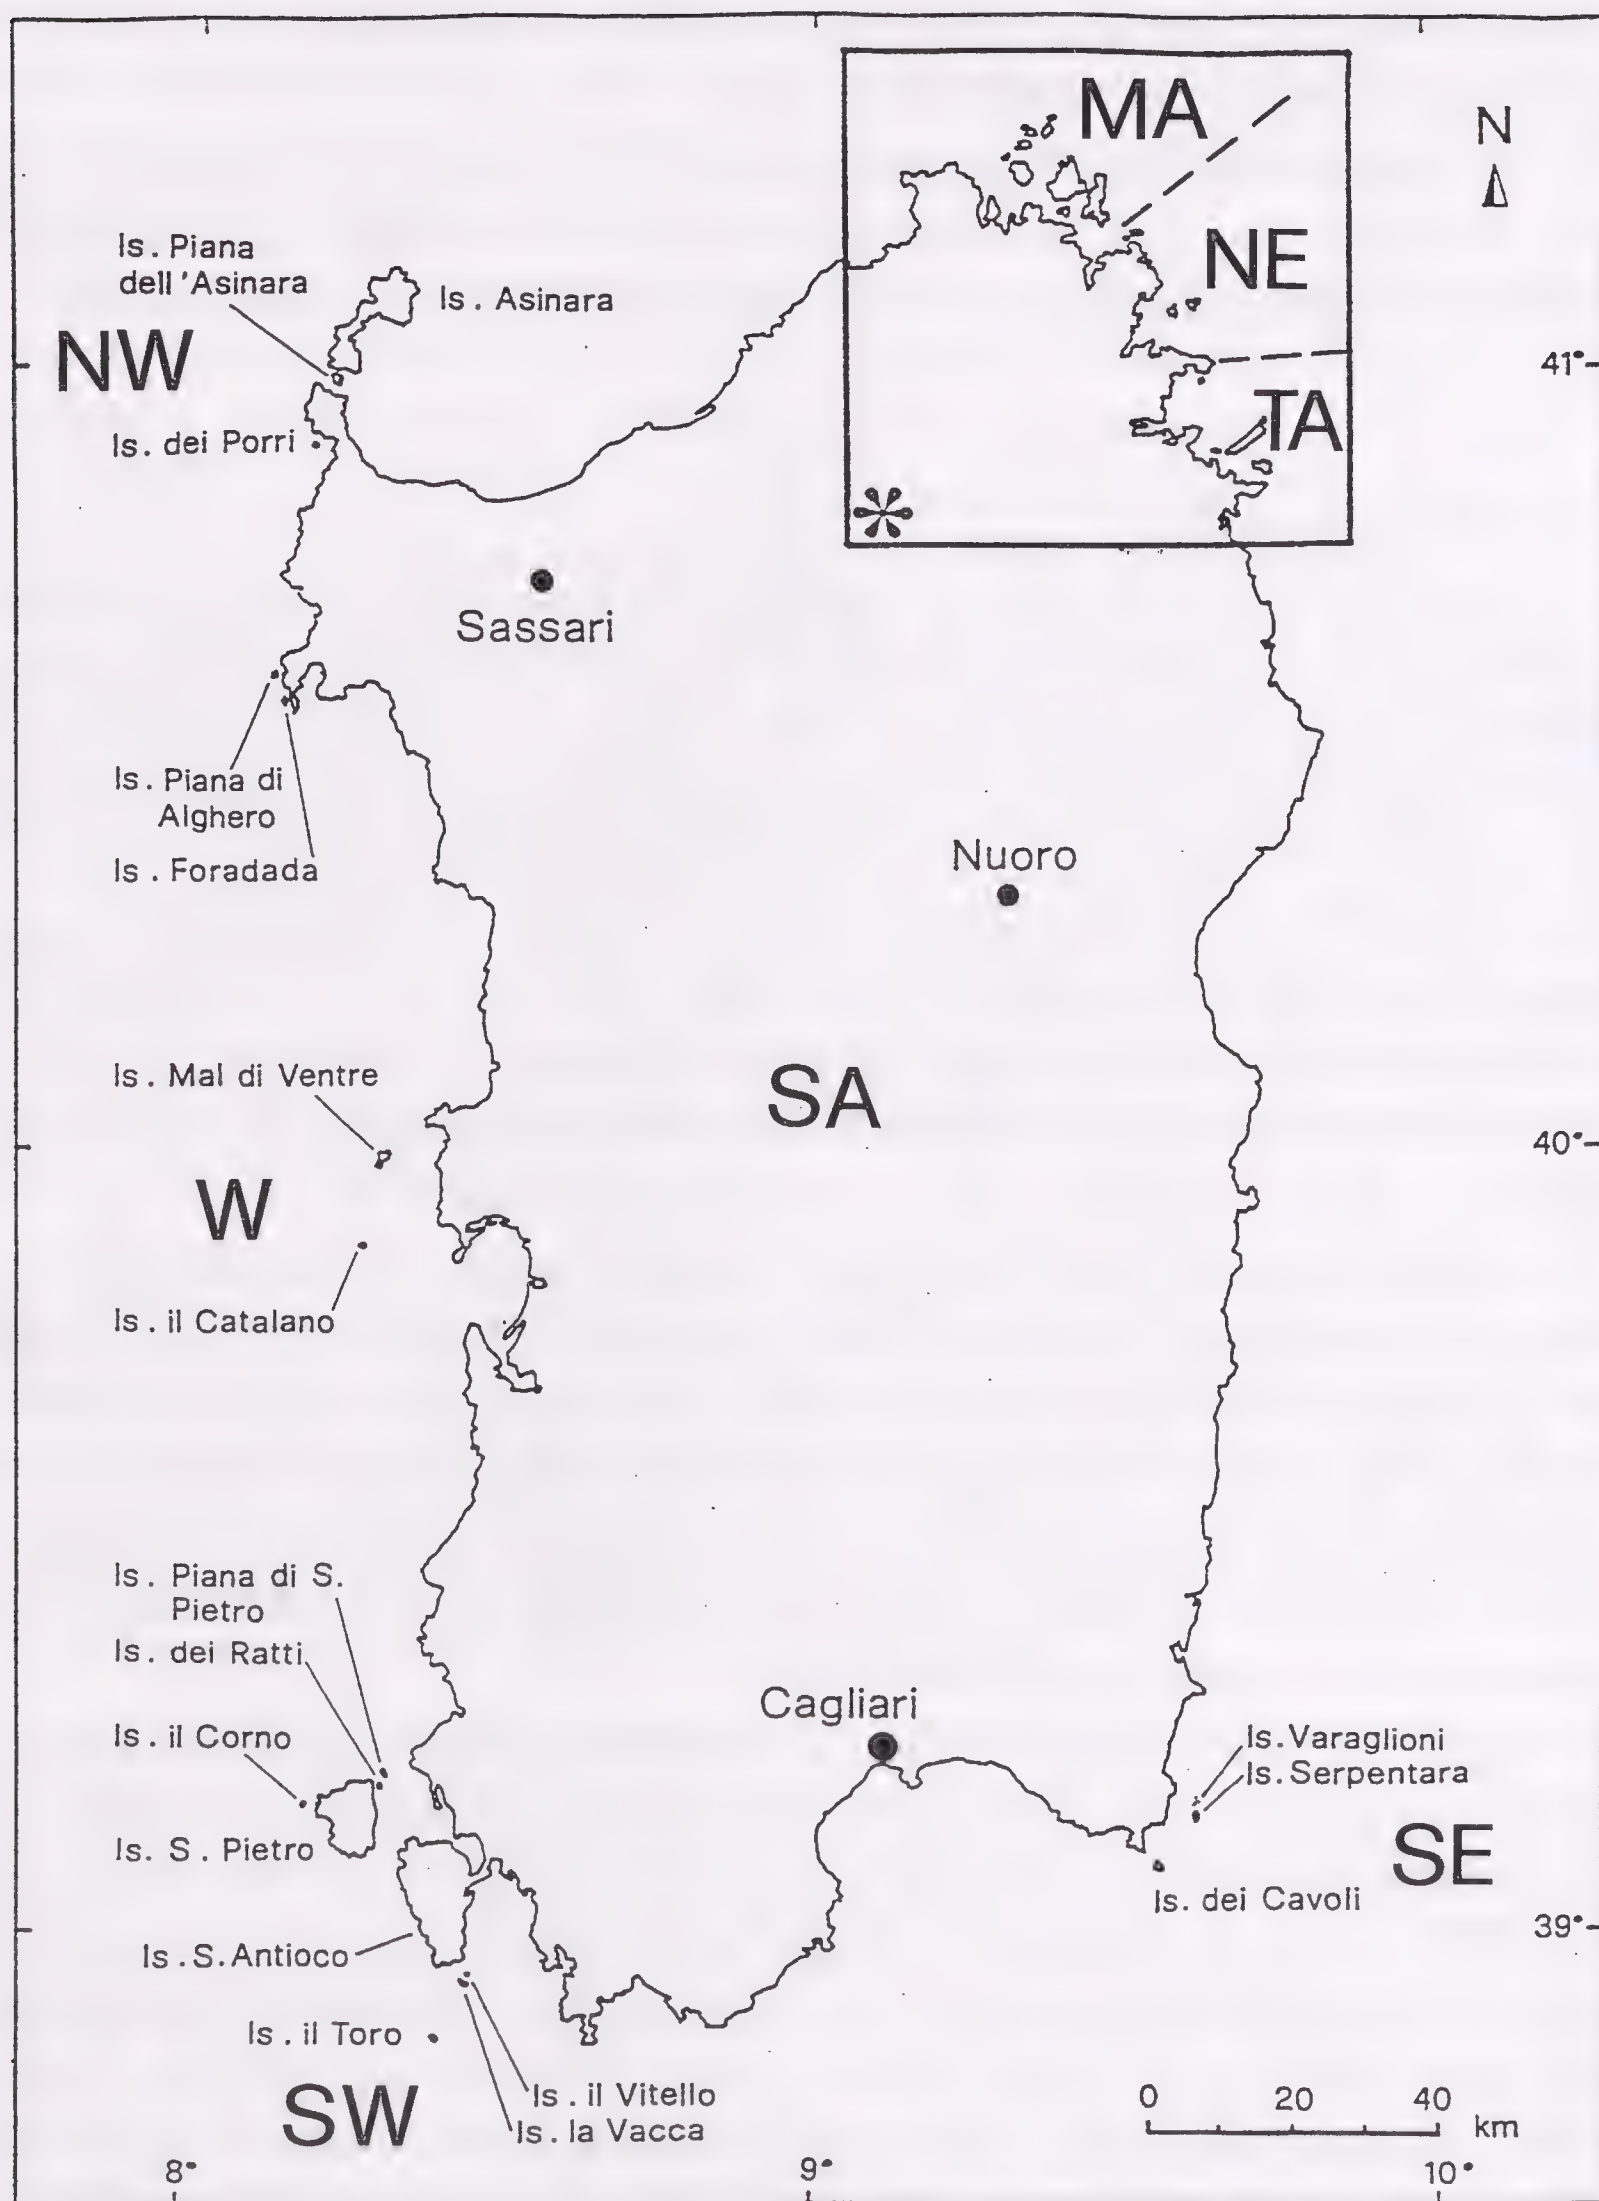 MA
N
NE
Is. Piana
dell'Asinara
Is. Asinara
NW
41°
TA
Is. dei Porri
*
Sassari
Is. Piana di
Alghero
Is. Foradada
Nuoro
Is. Mal di Ventre
SA
40°
W
Is. il Catalano
Is. Piana di S.
Pietro
Is. dei Ratti
Cagliari
Is. il Corno
Is. Varaglioni
Is. Serpentara
Is. S. Pietro
SE
Is. dei Cavoli
39°
Is. S. Antioco
Is. il Toro
Is. il Vitello
Is. la Vacca
SW
0 20 40
km
8° 9° 10°